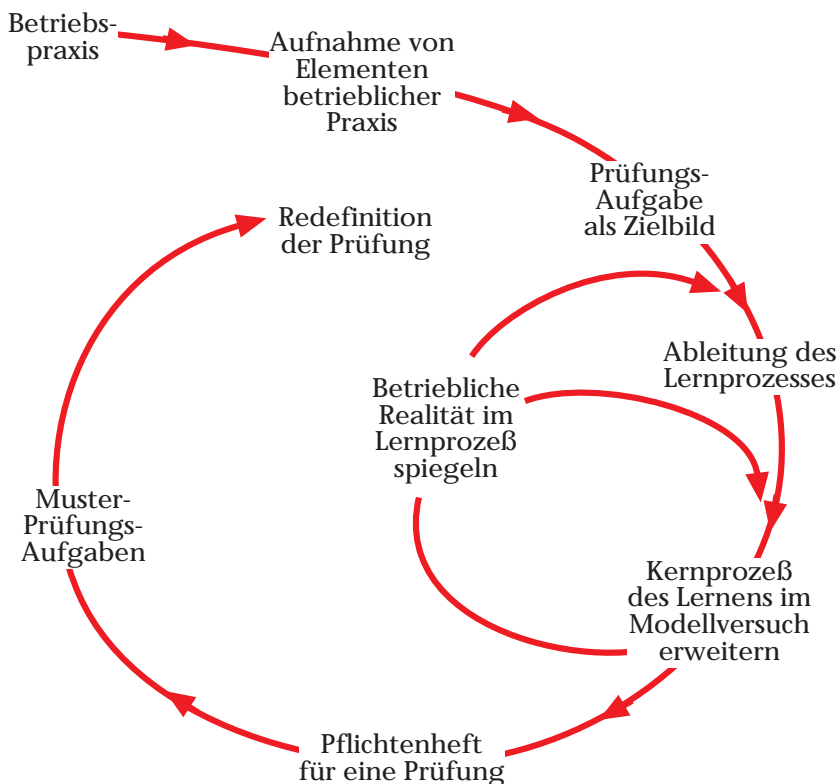 Betriebs-
praxis
Aufnahme von
Elementen
betrieblicher
Praxis
Prüfungs-
Aufgabe
als Zielbild
Redefinition
der Prüfung
Ableitung des
Lernprozesses
Betriebliche
Realität im
Lernprozeß
spiegeln
Muster-
Prüfungs-
Aufgaben
Kernprozeß
des Lernens im
Modellversuch
erweitern
Pflichtenheft
für eine Prüfung